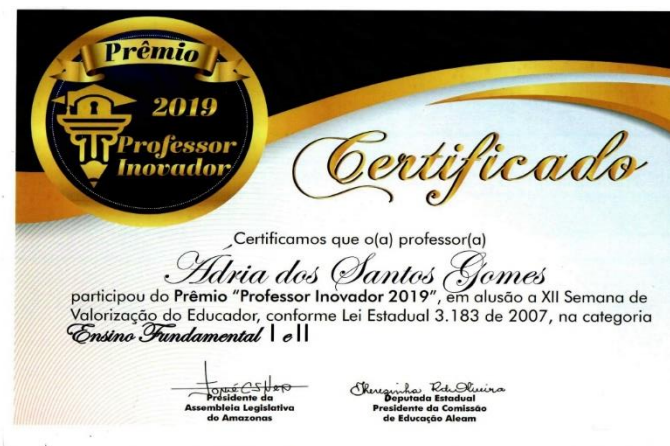 Prêmio
2019
Professor
Inovador
Certificado
Certificamos que o(a) professor(a)
Adria dos Santos Gomes
participou do Prêmio "Professor Inovador 2019", em alusão a XII Semana de
Valorização do Educador, conforme Lei Estadual 3.183 de 2007, na categoria
Ensino Fundamental I e II
Presidente da
Assembleia Legislativa
do Amazonas
Deputada Estadual
Presidente da Comissão
de Educação Aleam